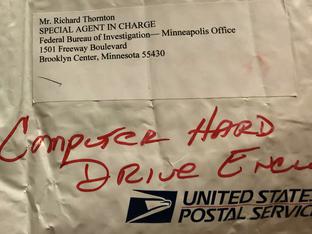 Mr. Richard Thornton
SPECIAL AGENT IN CHARGE
Federal Bureau of Investigation— Minneapolis Office
1501 Freeway Boulevard
Brooklyn Center, Minnesota 55430
COMPUTER HARD
DRIVE
UNITED STATES
POSTAL SERVICE